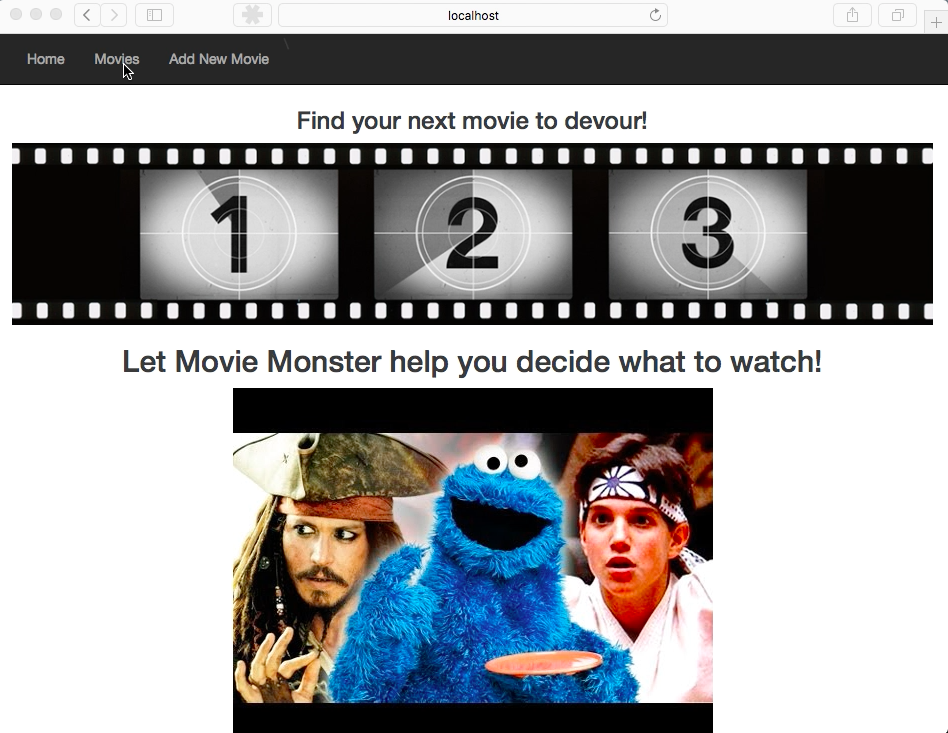 localhost
Home Movies Add New Movie \
Find your next movie to devour!
1 2 3
Let Movie Monster help you decide what to watch!